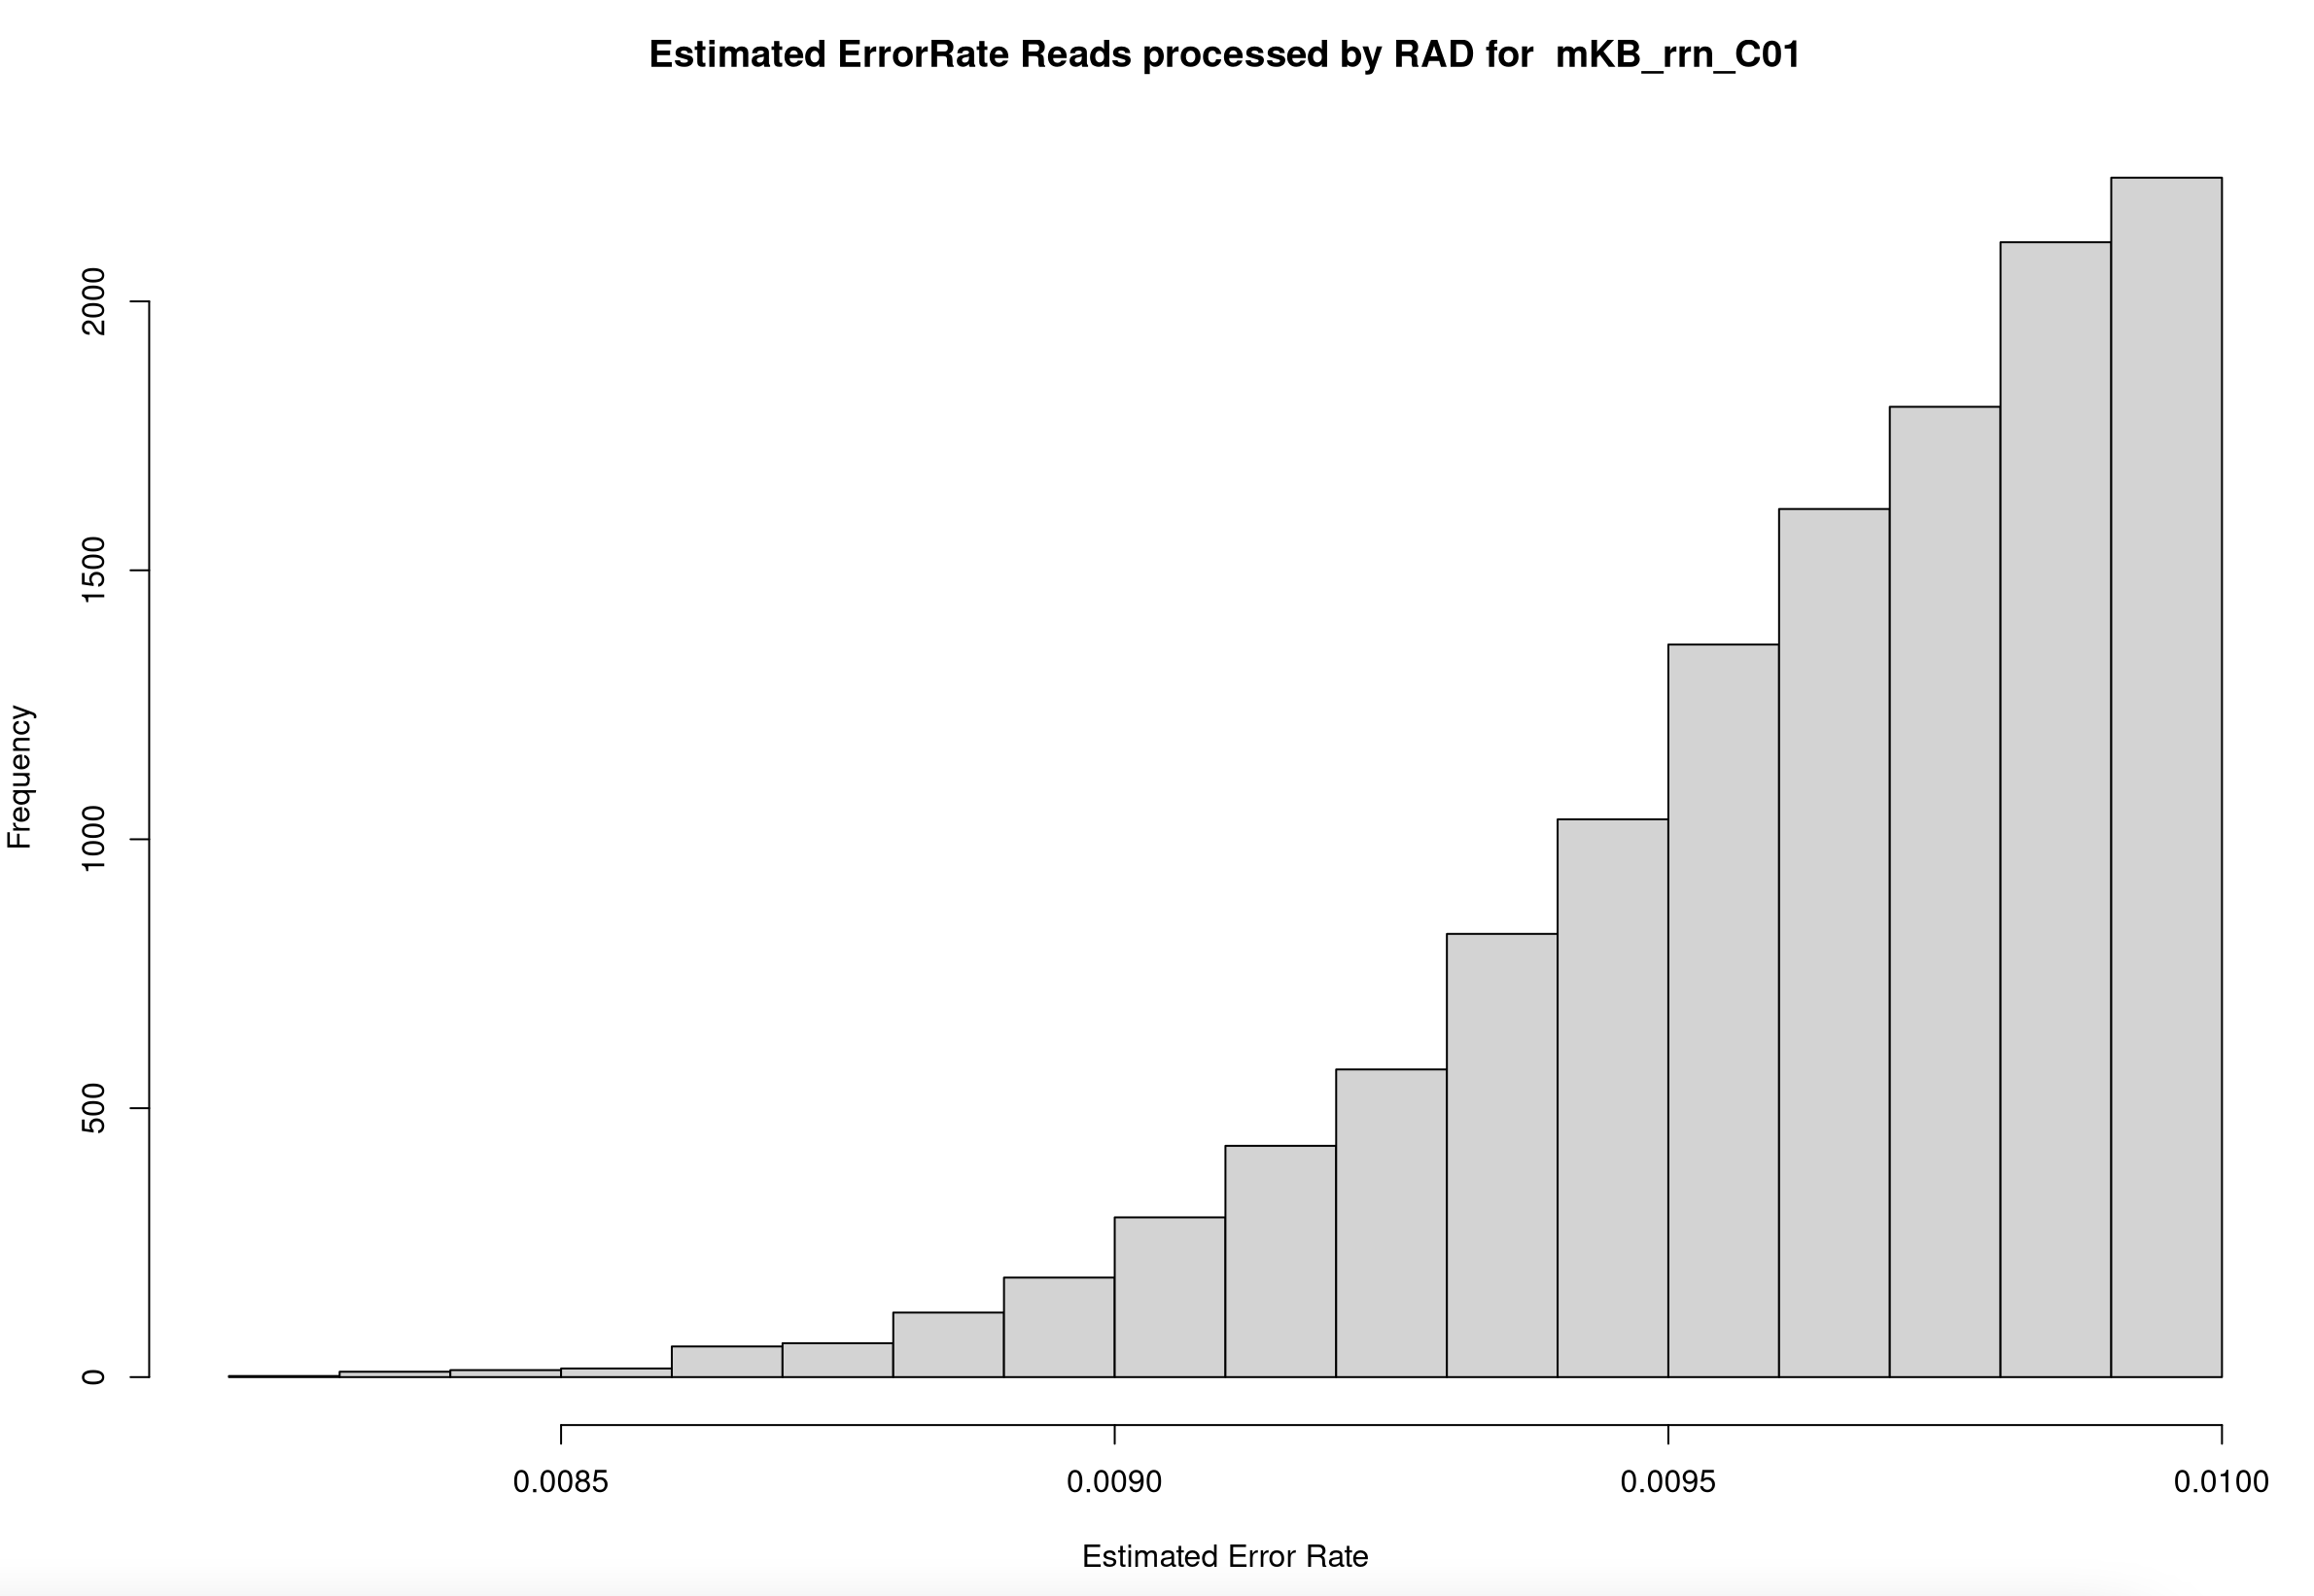 Estimated ErrorRate Reads processed by RAD for  mKB_rrn_C01
2000
1500
1000
500
0
Frequency
0.0085 0.0090 0.0095 0.0100
Estimated Error Rate